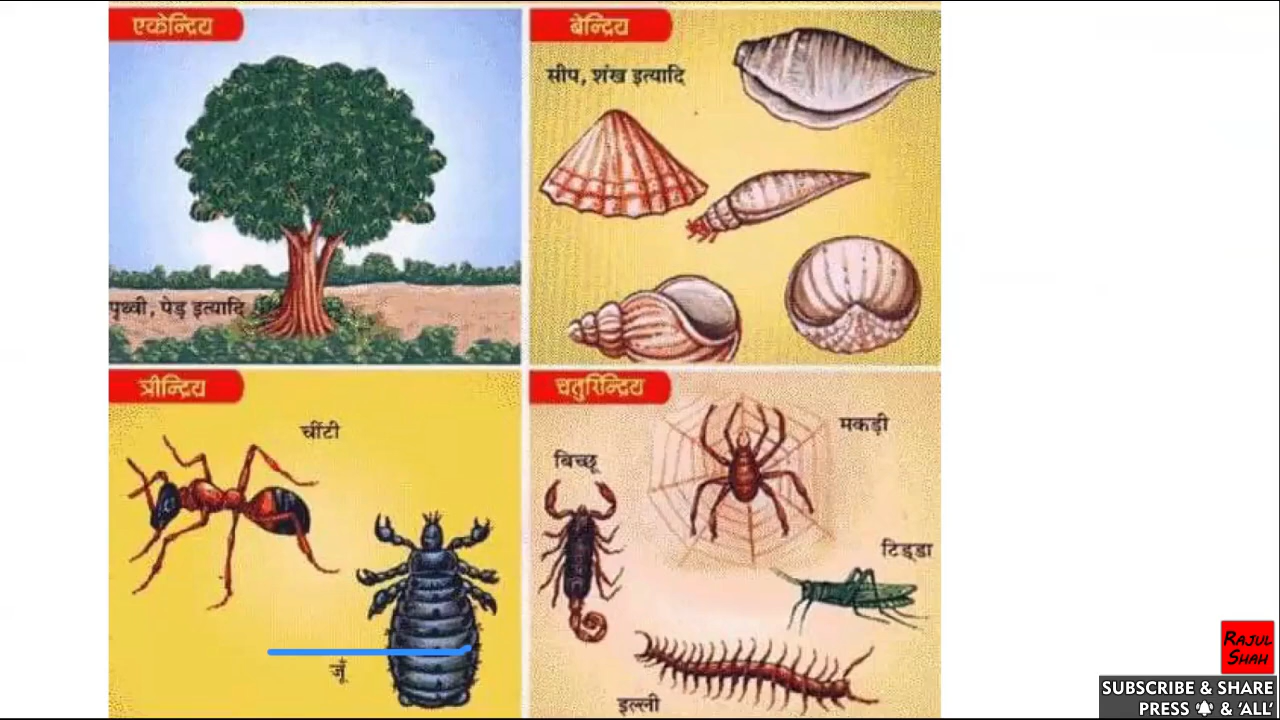 एकेन्द्रिय
पृथ्वी, पेड़ इत्यादि
बेन्द्रिय
सीप, शंख इत्यादि
त्रीन्द्रिय
चींटी
जूँ
चतुरिन्द्रिय
मकड़ी
बिच्छू
टिड्डा
इल्ली
RAJUL
SHAH
SUBSCRIBE & SHARE
PRESS & 'ALL'